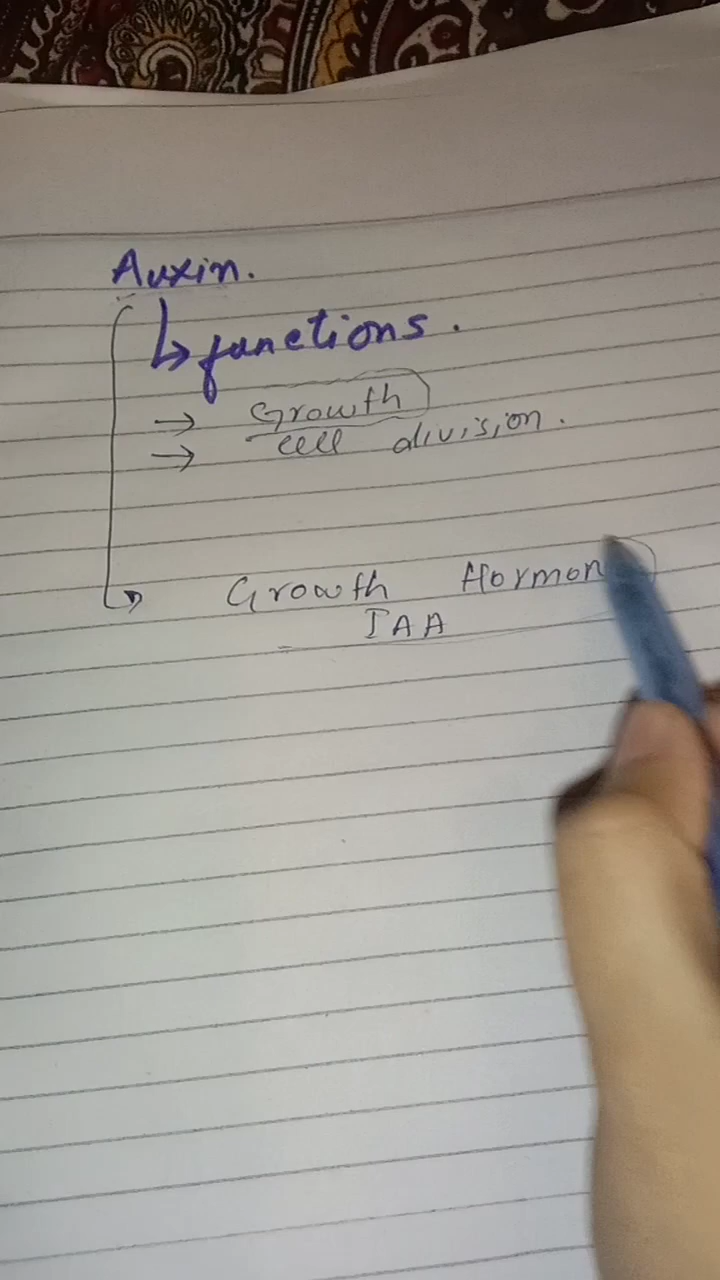 Auxin.
↳ functions.
→ Growth
→ cell division.
↳ Growth Hormon
IAA